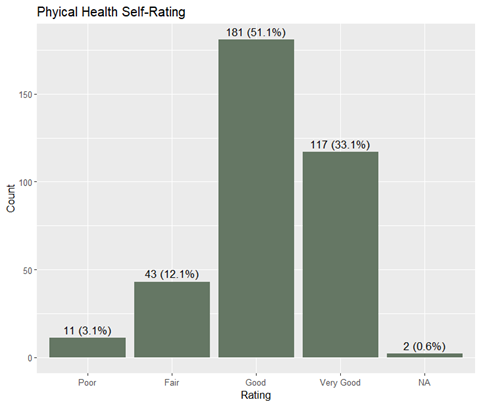 Phyical Health Self-Rating
181 (51.1%)
117 (33.1%)
43 (12.1%)
11 (3.1%)
2 (0.6%)
150
100
50
0
Count
Poor Fair Good Very Good NA
Rating